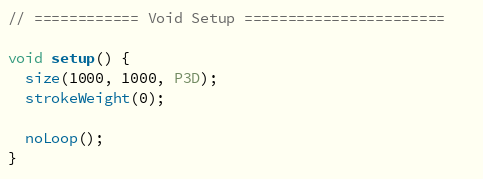 // ============ Void Setup =======================
void setup() {
  size(1000, 1000, P3D);
  strokeWeight(0);
  noLoop();
}